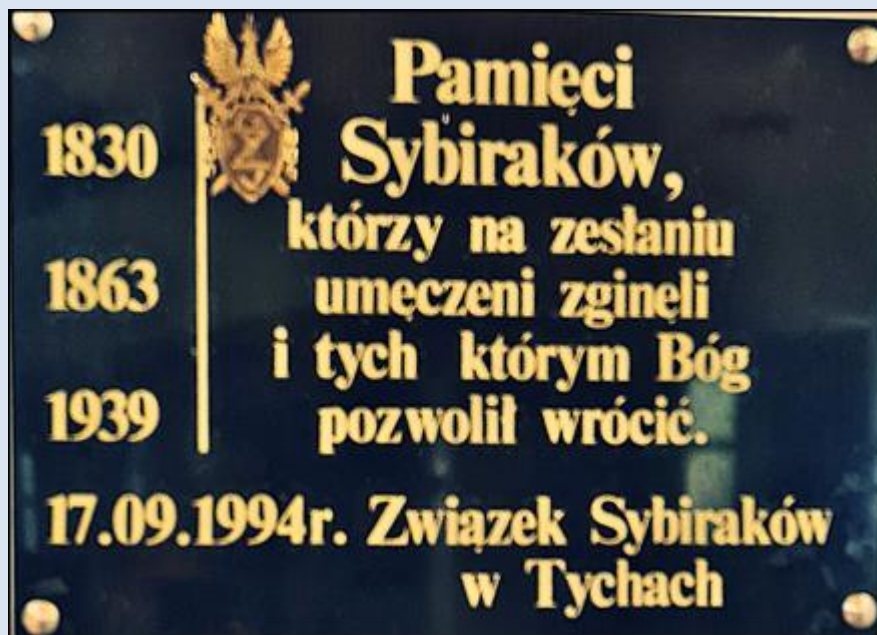 Pamięci
1830
Sybiraków,
którzy na zesłaniu
1863
umęczeni zginęli
i tych którym Bóg
1939
pozwolił wrócić.
17.09.1994r. Związek Sybiraków
w Tychach